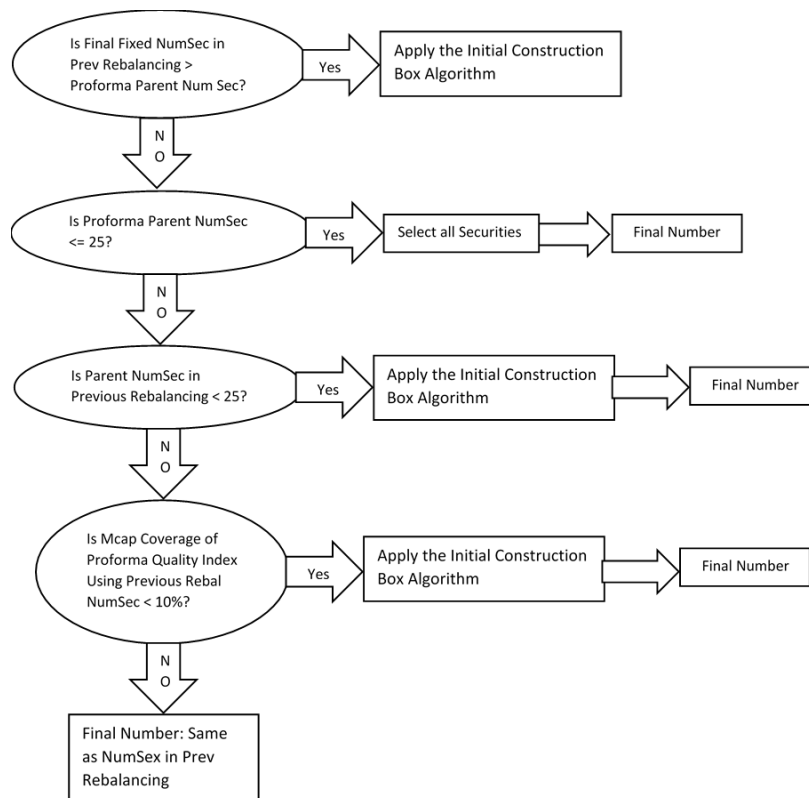 Is Final Fixed NumSec in
Prev Rebalancing >
Proforma Parent Num Sec?
Yes
Apply the Initial Construction
Box Algorithm
N
O
Is Proforma Parent NumSec
<= 25?
Yes
Select all Securities
Final Number
N
O
Is Parent NumSec in
Previous Rebalancing < 25?
Yes
Apply the Initial Construction
Box Algorithm
Final Number
N
O
Is Mcap Coverage of
Proforma Quality Index
Using Previous Rebal
NumSec < 10%?
Yes
Apply the Initial Construction
Box Algorithm
Final Number
N
O
Final Number: Same
as NumSex in Prev
Rebalancing